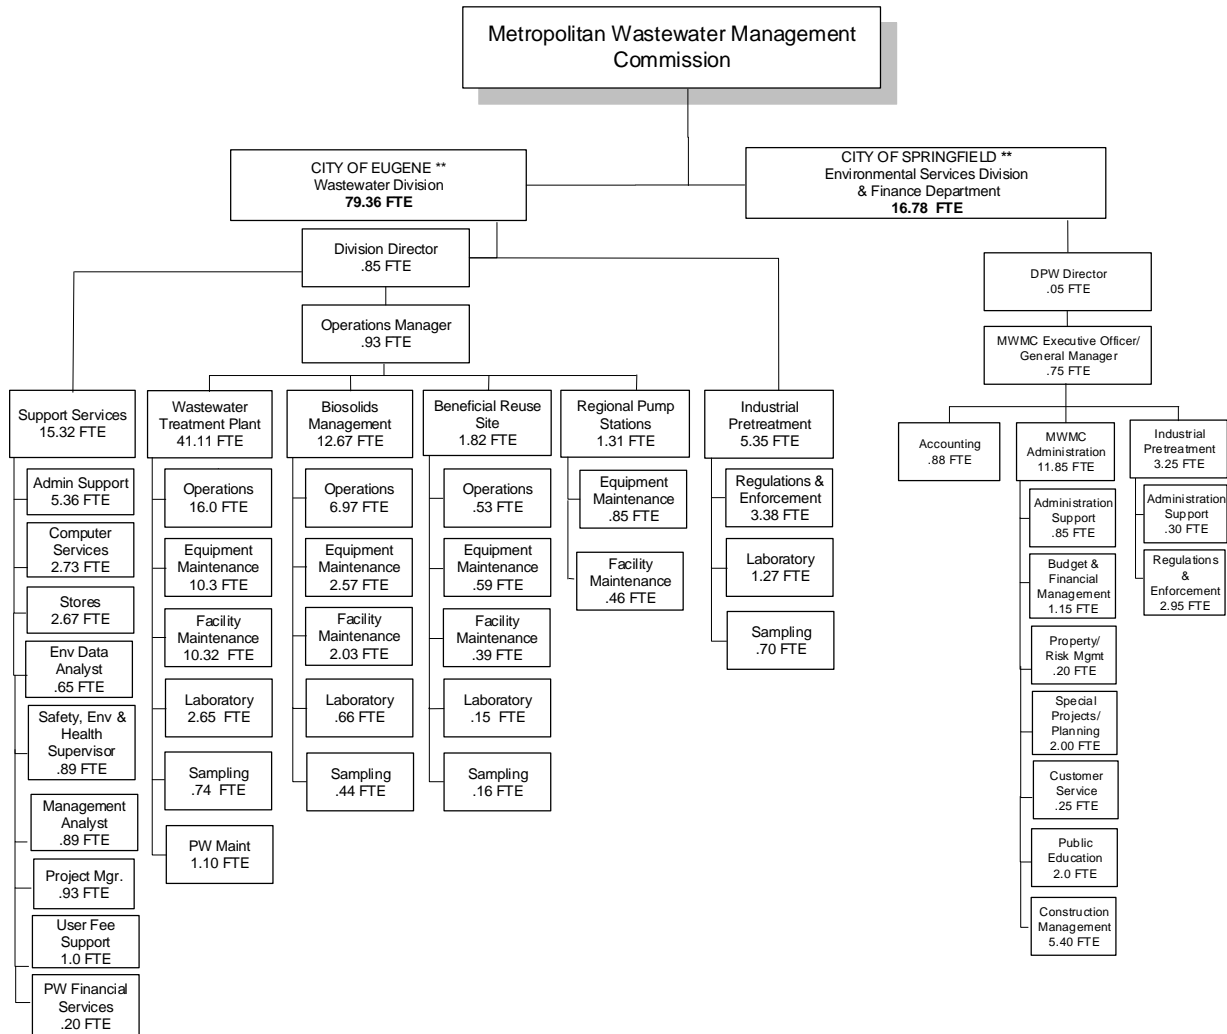 Metropolitan Wastewater Management
Commission
CITY OF EUGENE **
Wastewater Division
79.36 FTE
CITY OF SPRINGFIELD **
Environmental Services Division
& Finance Department
16.78 FTE
Division Director
.85 FTE
Operations Manager
.93 FTE
DPW Director
.05 FTE
MWMC Executive Officer/
General Manager
.75 FTE
Support Services
15.32 FTE
Admin Support
5.36 FTE
Computer
Services
2.73 FTE
Stores
2.67 FTE
Env Data
Analyst
.65 FTE
Safety, Env &
Health
Supervisor
.89 FTE
Management
Analyst
.89 FTE
Project Mgr.
.93 FTE
User Fee
Support
1.0 FTE
PW Financial
Services
.20 FTE
Wastewater
Treatment Plant
41.11 FTE
Operations
16.0 FTE
Equipment
Maintenance
10.3 FTE
Facility
Maintenance
10.32 FTE
Laboratory
2.65 FTE
Sampling
.74 FTE
PW Maint
1.10 FTE
Biosolids
Management
12.67 FTE
Operations
6.97 FTE
Equipment
Maintenance
2.57 FTE
Facility
Maintenance
2.03 FTE
Laboratory
.66 FTE
Sampling
.44 FTE
Beneficial Reuse
Site
1.82 FTE
Operations
.53 FTE
Equipment
Maintenance
.59 FTE
Facility
Maintenance
.39 FTE
Laboratory
.15 FTE
Sampling
.16 FTE
Regional Pump
Stations
1.31 FTE
Equipment
Maintenance
.85 FTE
Facility
Maintenance
.46 FTE
Industrial
Pretreatment
5.35 FTE
Regulations &
Enforcement
3.38 FTE
Laboratory
1.27 FTE
Sampling
.70 FTE
Accounting
.88 FTE
MWMC
Administration
11.85 FTE
Administration
Support
.85 FTE
Budget &
Financial
Management
1.15 FTE
Property/
Risk Mgmt
.20 FTE
Special
Projects/
Planning
2.00 FTE
Customer
Service
.25 FTE
Public
Education
2.0 FTE
Construction
Management
5.40 FTE
Industrial
Pretreatment
3.25 FTE
Administration
Support
.30 FTE
Regulations
&
Enforcement
2.95 FTE